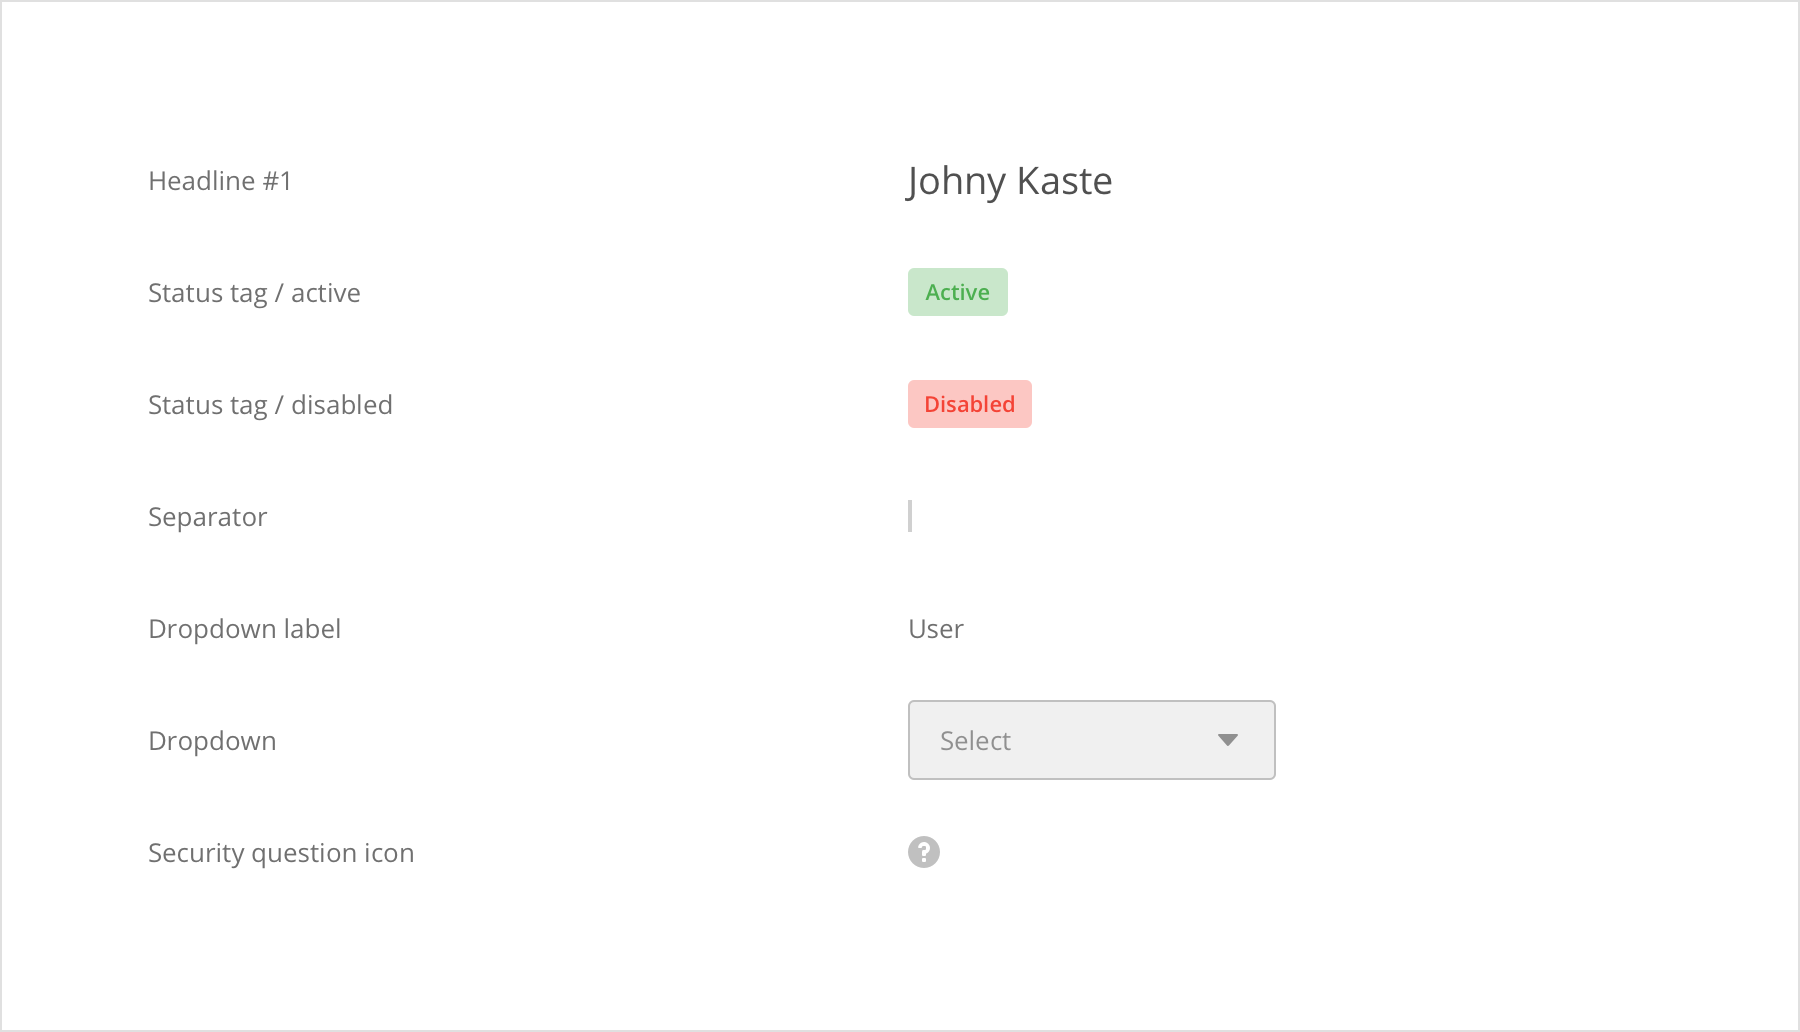 Headline #1
Johny Kaste
Status tag / active
Active
Status tag / disabled
Disabled
Separator
Dropdown label
User
Dropdown
Select
Security question icon
?